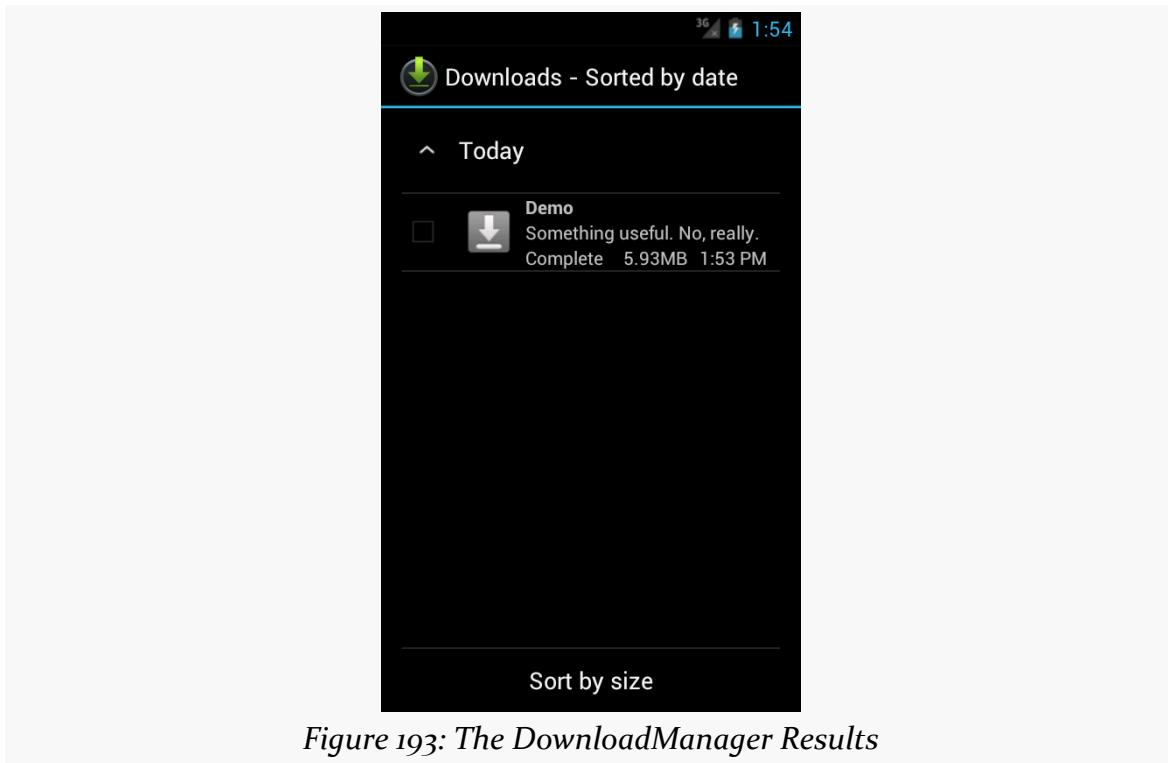 3G 1:54
Downloads - Sorted by date
Today
Demo
Something useful. No, really.
Complete 5.93MB 1:53 PM
Sort by size
Figure 193: The DownloadManager Results